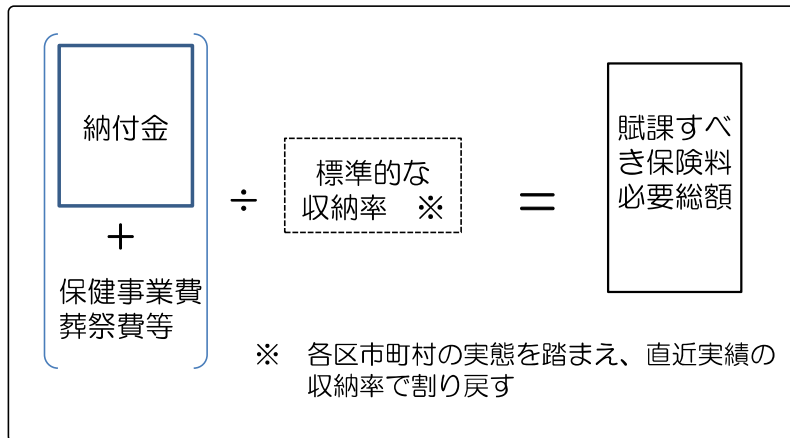 納付金
＋
保健事業費
葬祭費等
÷
標準的な
収納率　※
＝
賦課すべ
き保険料
必要総額
※　各区市町村の実態を踏まえ、直近実績の
収納率で割り戻す